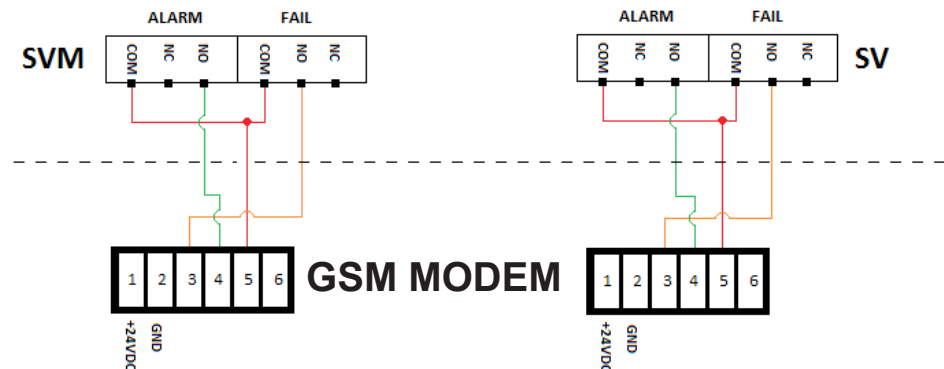 ALARM FAIL
SVM COM NC NO COM NO NC
ALARM FAIL
COM NC NO COM NO NC SV
1 2 3 4 5 6
GSM MODEM
1 2 3 4 5 6
+24VDC GND
+24VDC GND